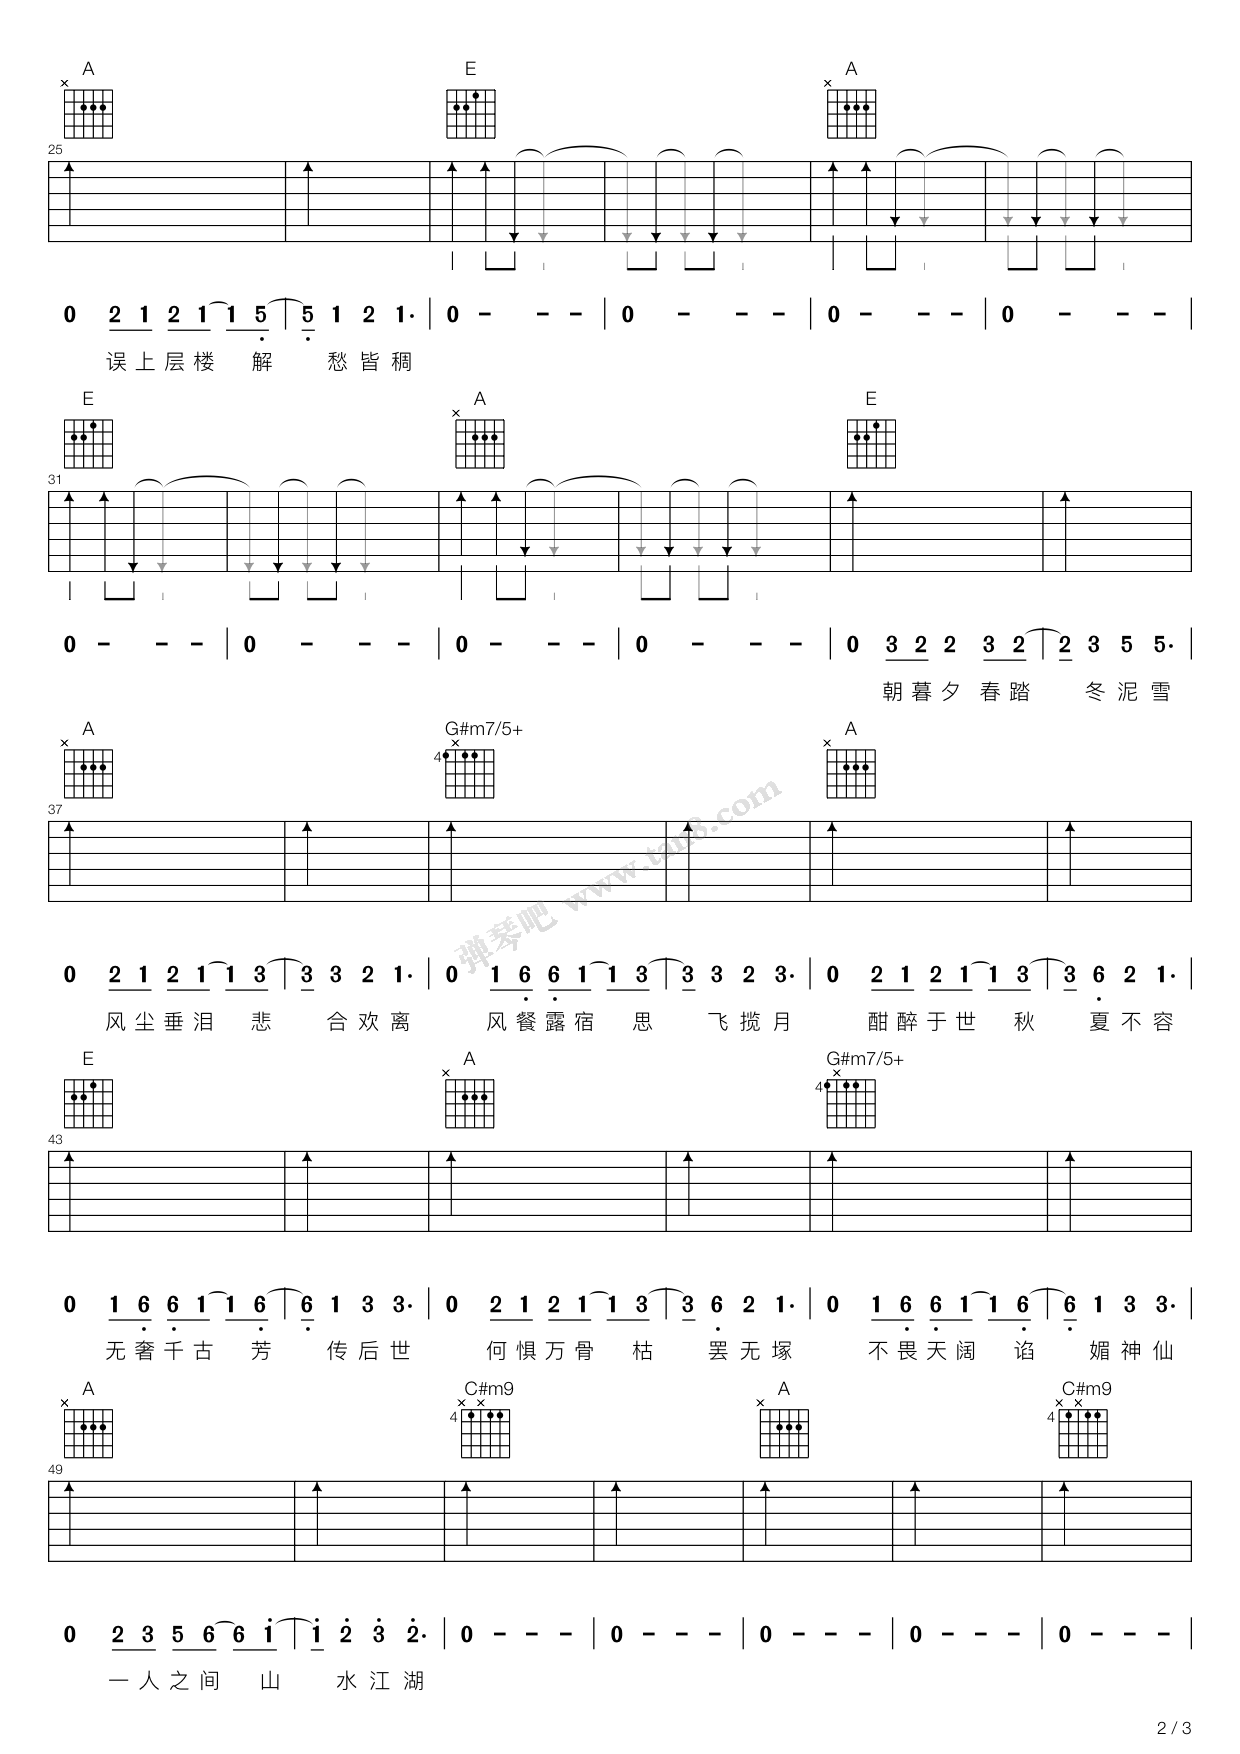 A E A
25
0 2 1 2 1 1 5 5 1 2 1· 0 - - - 0 - - - 0 - - - 0 - - -
误上层楼 解 愁皆稠
E A E
31
0 - - - 0 - - - 0 - - - 0 - - - 0 3 2 2 3 2 2 3 5 5·
朝暮夕春踏 冬泥雪
A G#m7/5+ A
4
37
0 2 1 2 1 1 3 3 3 2 1· 0 1 6 6 1 1 3 3 3 2 3· 0 2 1 2 1 1 3 3 6 2 1·
风尘垂泪 悲 合欢离 风餐露宿 思 飞揽月 酣醉于世 秋 夏不容
弹琴吧 www.tan8.com
E A G#m7/5+
4
43
0 1 6 6 1 1 6 6 1 3 3· 0 2 1 2 1 1 3 3 6 2 1· 0 1 6 6 1 1 6 6 1 3 3·
无奢千古 芳 传后世 何惧万骨 枯 罢无塚 不畏天阔 谄 媚神仙
A C#m9 A C#m9
4 4
49
0 2 3 5 6 6 1 1 2 3 2· 0 - - - 0 - - - 0 - - - 0 - - - 0 - - -
一人之间 山 水江湖
2 / 3